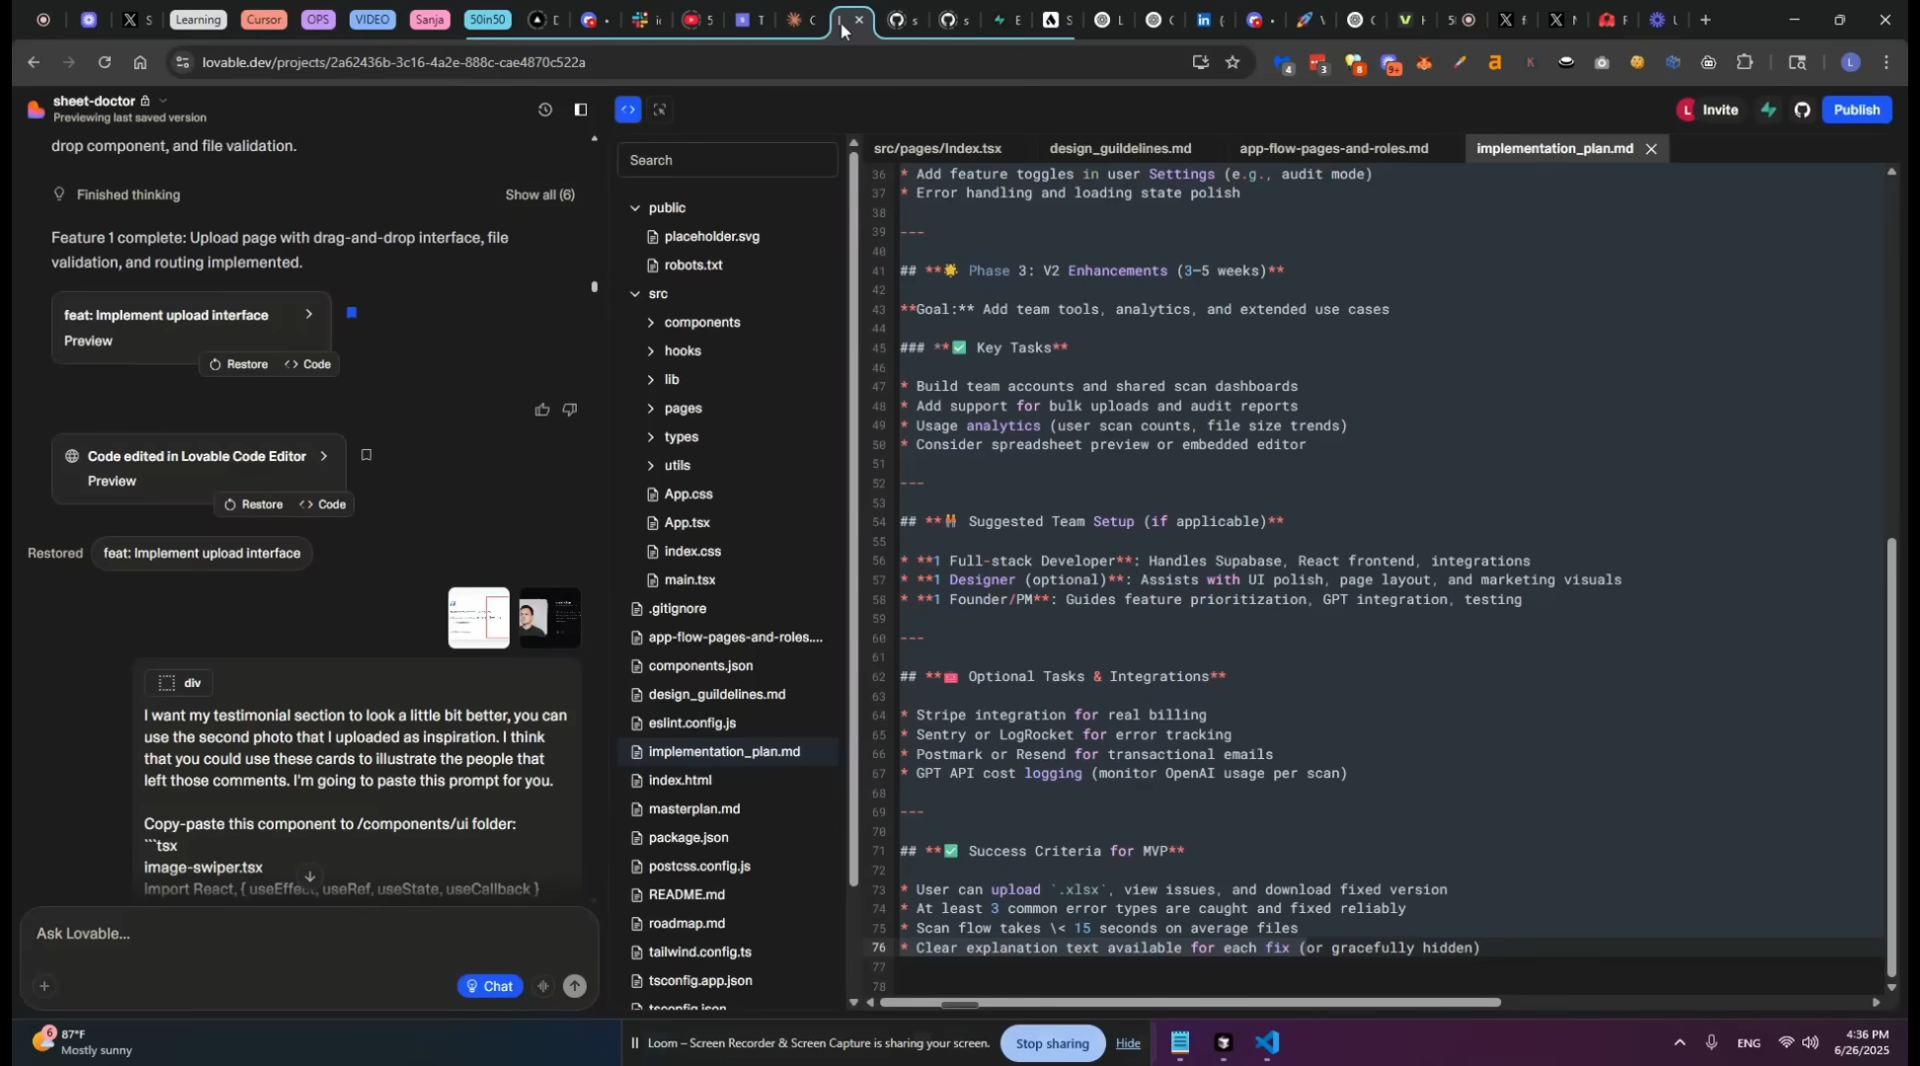 Learning
Cursor
OPS
VIDEO
Sanja
50in50
lovable.dev/projects/2a62436b-3c16-4a2e-888c-cae4870c522a
4
3
8
9+
L
sheet-doctor
Previewing last saved version
Invite
Publish
drop component, and file validation.
Finished thinking
Show all (6)
Feature 1 complete: Upload page with drag-and-drop interface, file
validation, and routing implemented.
feat: Implement upload interface
Preview
Restore
Code
Code edited in Lovable Code Editor
Preview
Restore
Code
Restored
feat: Implement upload interface
div
I want my testimonial section to look a little bit better, you can
use the second photo that I uploaded as inspiration. I think
that you could use these cards to illustrate the people that
left those comments. I'm going to paste this prompt for you.
Copy-paste this component to /components/ui folder:
```tsx
image-swiper.tsx
import React, { useEffect, useRef, useState, useCallback }
Ask Lovable...
Chat
Search
public
placeholder.svg
robots.txt
src
components
hooks
lib
pages
types
utils
App.css
App.tsx
index.css
main.tsx
.gitignore
app-flow-pages-and-roles....
components.json
design_guildelines.md
eslint.config.js
implementation_plan.md
index.html
masterplan.md
package.json
postcss.config.js
README.md
roadmap.md
tailwind.config.ts
tsconfig.app.json
tsconfig.json
src/pages/Index.tsx
design_guildelines.md
app-flow-pages-and-roles.md
implementation_plan.md
36 * Add feature toggles in user Settings (e.g., audit mode)
37 * Error handling and loading state polish
38
39 ---
40
41 ## **🌟 Phase 3: V2 Enhancements (3–5 weeks)**
42
43 **Goal:** Add team tools, analytics, and extended use cases
44
45 ### **✅ Key Tasks**
46
47 * Build team accounts and shared scan dashboards
48 * Add support for bulk uploads and audit reports
49 * Usage analytics (user scan counts, file size trends)
50 * Consider spreadsheet preview or embedded editor
51
52 ---
53
54 ## **👯 Suggested Team Setup (if applicable)**
55
56 * **1 Full-stack Developer**: Handles Supabase, React frontend, integrations
57 * **1 Designer (optional)**: Assists with UI polish, page layout, and marketing visuals
58 * **1 Founder/PM**: Guides feature prioritization, GPT integration, testing
59
60 ---
61
62 ## **🎟 Optional Tasks & Integrations**
63
64 * Stripe integration for real billing
65 * Sentry or LogRocket for error tracking
66 * Postmark or Resend for transactional emails
67 * GPT API cost logging (monitor OpenAI usage per scan)
68
69 ---
70
71 ## **✅ Success Criteria for MVP**
72
73 * User can upload `.xlsx`, view issues, and download fixed version
74 * At least 3 common error types are caught and fixed reliably
75 * Scan flow takes \< 15 seconds on average files
76 * Clear explanation text available for each fix (or gracefully hidden)
77
78
6
87°F
Mostly sunny
Loom – Screen Recorder & Screen Capture is sharing your screen.
Stop sharing
Hide
ENG
4:36 PM
6/26/2025